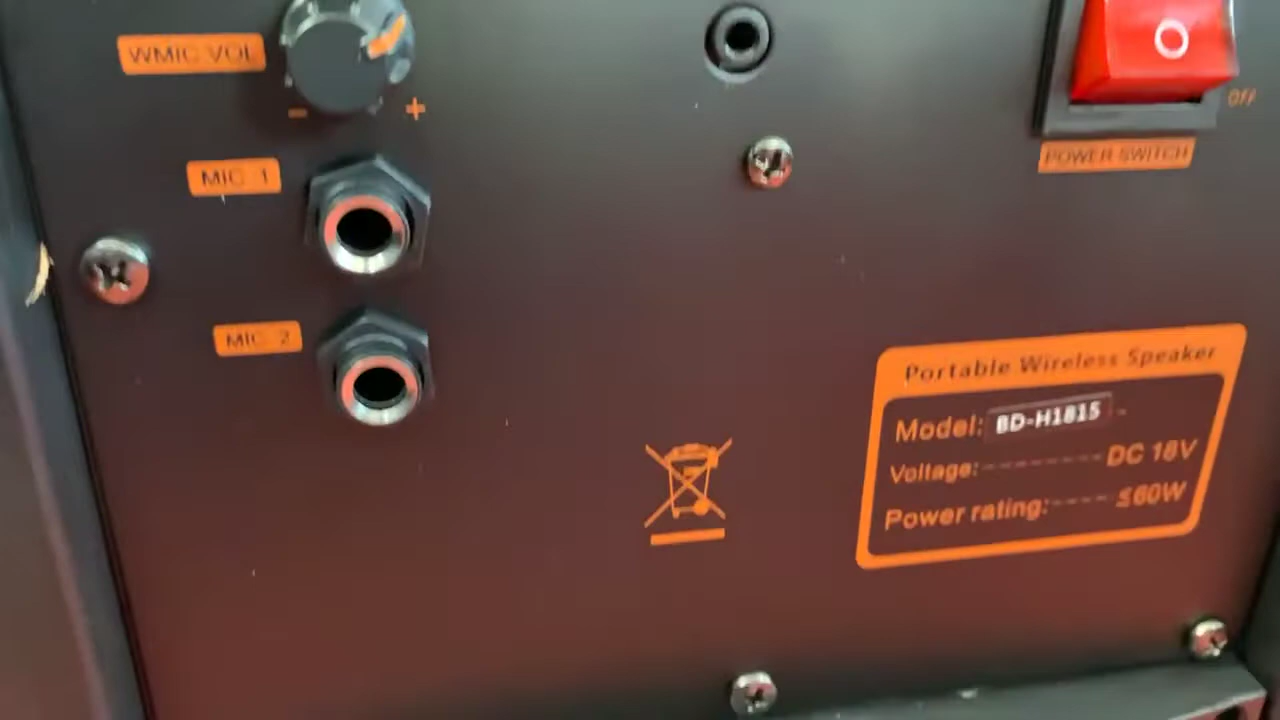 WMIC VOL
- +
MIC 1
MIC 2
O
OFF
POWER SWITCH
Portable Wireless Speaker
Model: BD-H1815
Voltage:--------- DC 18V
Power rating:---- ≤60W